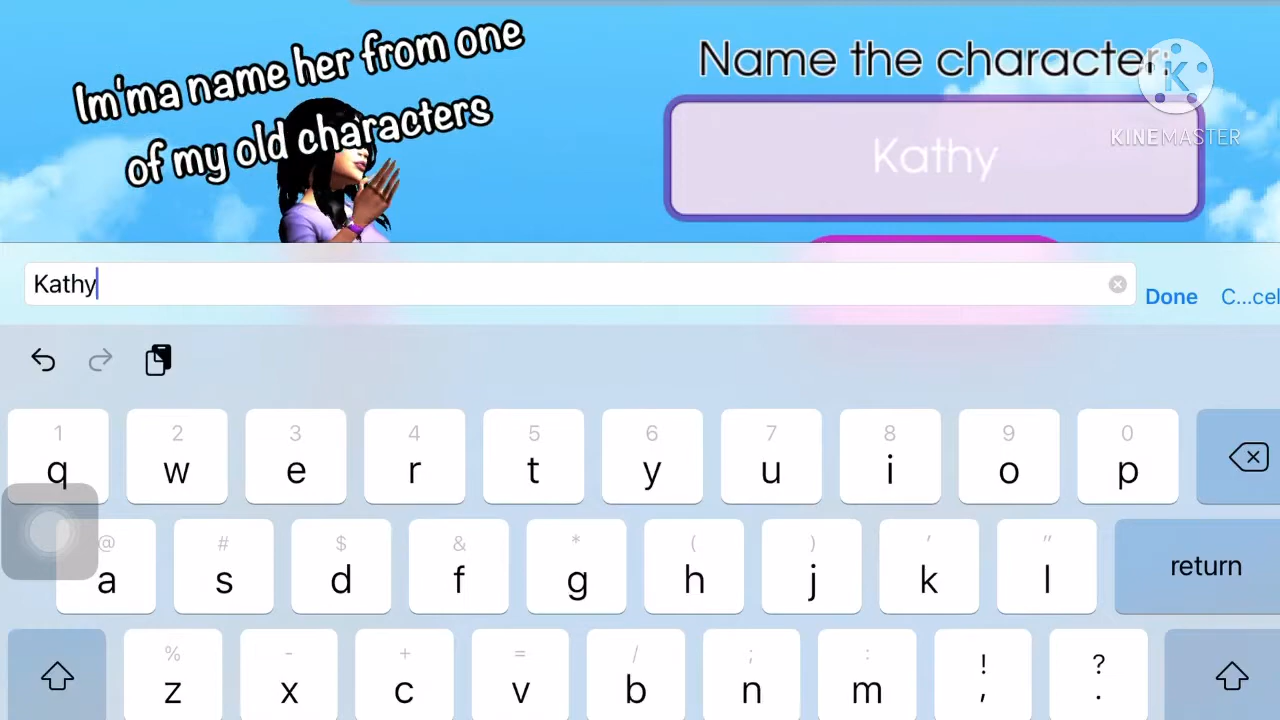 Im'ma name her from one
of my old characters
Name the character:
Kathy
KINEMASTER
Kathy
Done C...cel
1 2 3 4 5 6 7 8 9 0
q w e r t y u i o p
@ # $ & * ( ) ' "
a s d f g h j k l return
% - + = / ; : ! ?
z x c v b n m , .